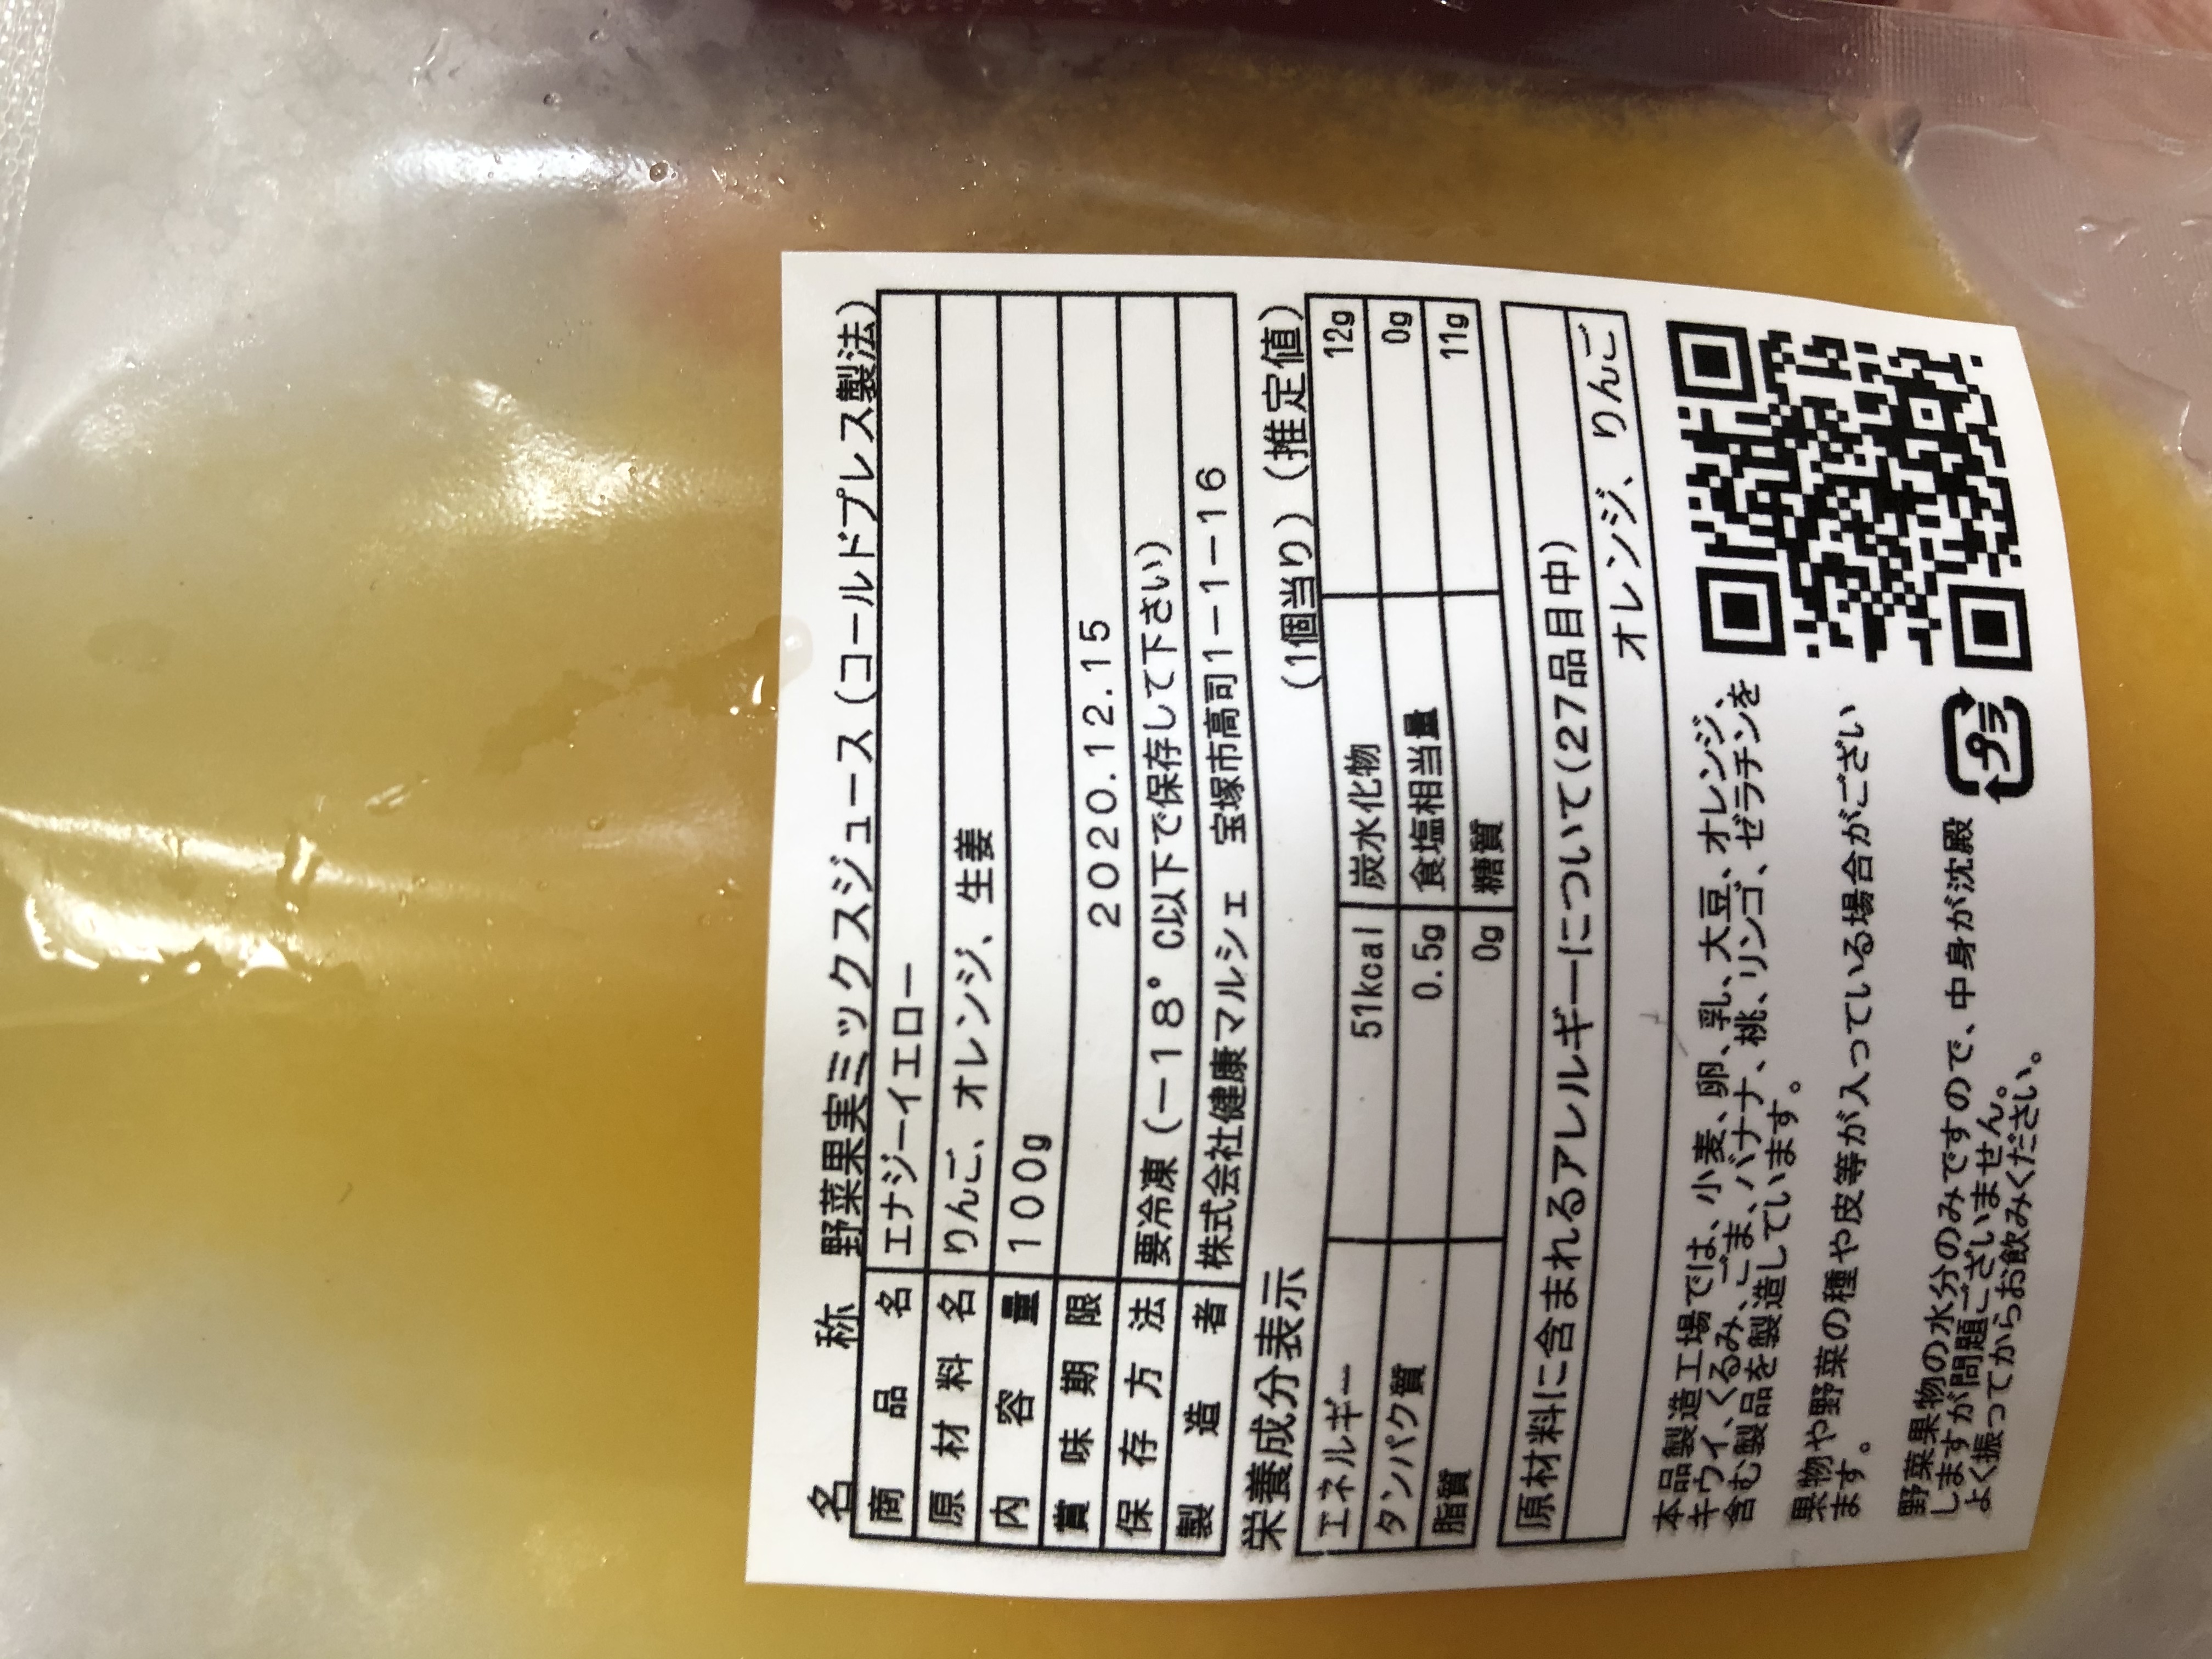 名称 野菜果実ミックスジュース（コールドプレス製法）
商品名 エナジーイエロー
原材料名 りんご、オレンジ、生姜
内容量 100g
賞味期限 2020.12.15
保存方法 要冷凍（－18°C以下で保存して下さい）
製造者 株式会社健康マルシェ 宝塚市高司1－1－16
栄養成分表示 （1個当り）（推定値）
エネルギー 51kcal 炭水化物 12g
タンパク質 0.5g 食塩相当量 0g
脂質 0g 糖質 11g
原材料に含まれるアレルギーについて（27品目中）
オレンジ、りんご
本品製造工場では、小麦、卵、乳、大豆、オレンジ、
キウイ、くるみ、ごま、バナナ、桃、リンゴ、ゼラチンを
含む製品を製造しています。
果物や野菜の種や皮等が入っている場合がござい
ます。
野菜果物の水分のみですので、中身が沈殿
しますが問題ございません。
よく振ってからお飲みください。
プラ